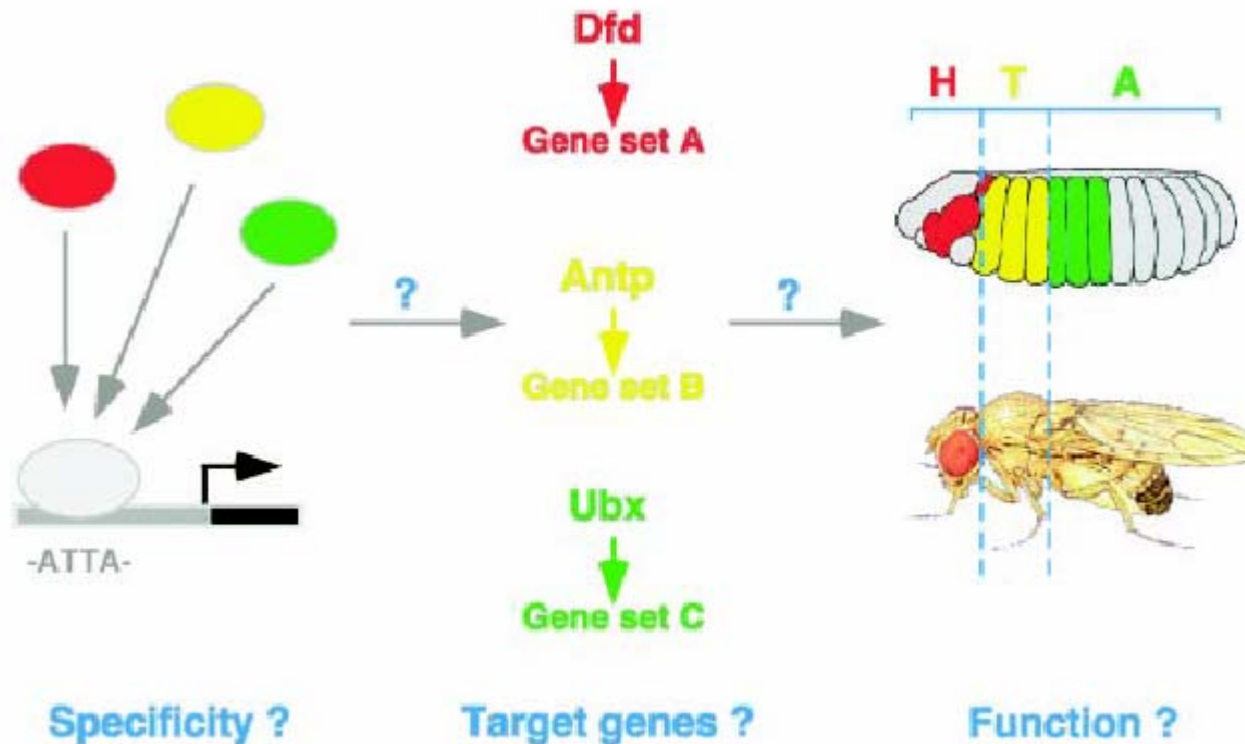 Dfd
Gene set A
H T A
?
Antp
?
Gene set B
Ubx
-ATTA-
Gene set C
Specificity ?
Target genes ?
Function ?